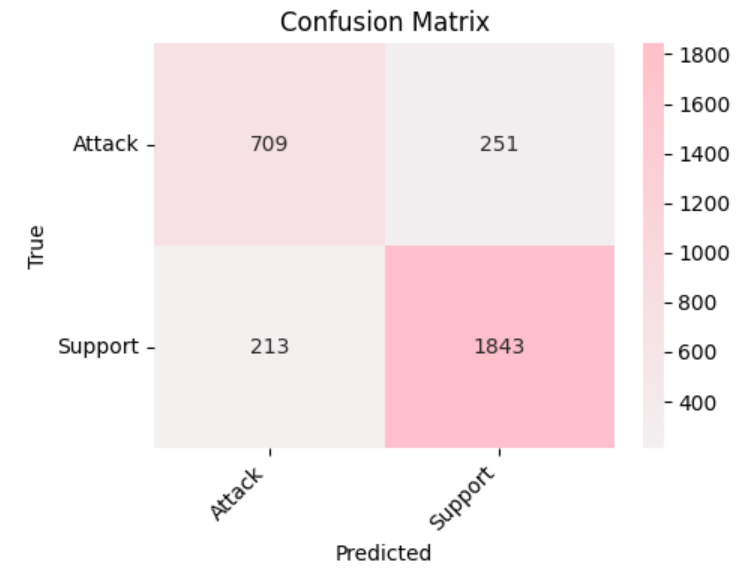 Confusion Matrix
True
Attack
709
251
Support
213
1843
Attack
Support
Predicted
1800
1600
1400
1200
1000
800
600
400